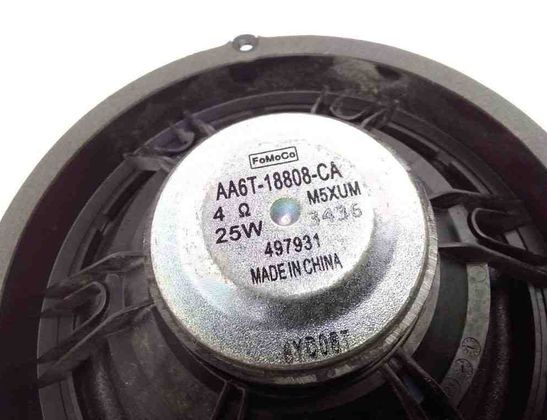 FoMoCo
AA6T-18808-CA
4 Ω M5XUM
25W 3436
497931
MADE IN CHINA